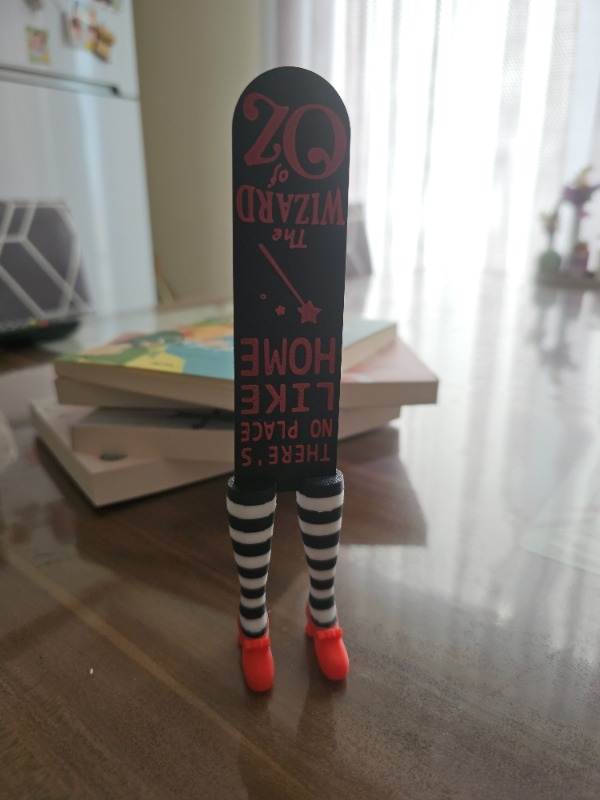 THERE'S
NO PLACE
LIKE
HOME
The
WIZARD
of
OZ